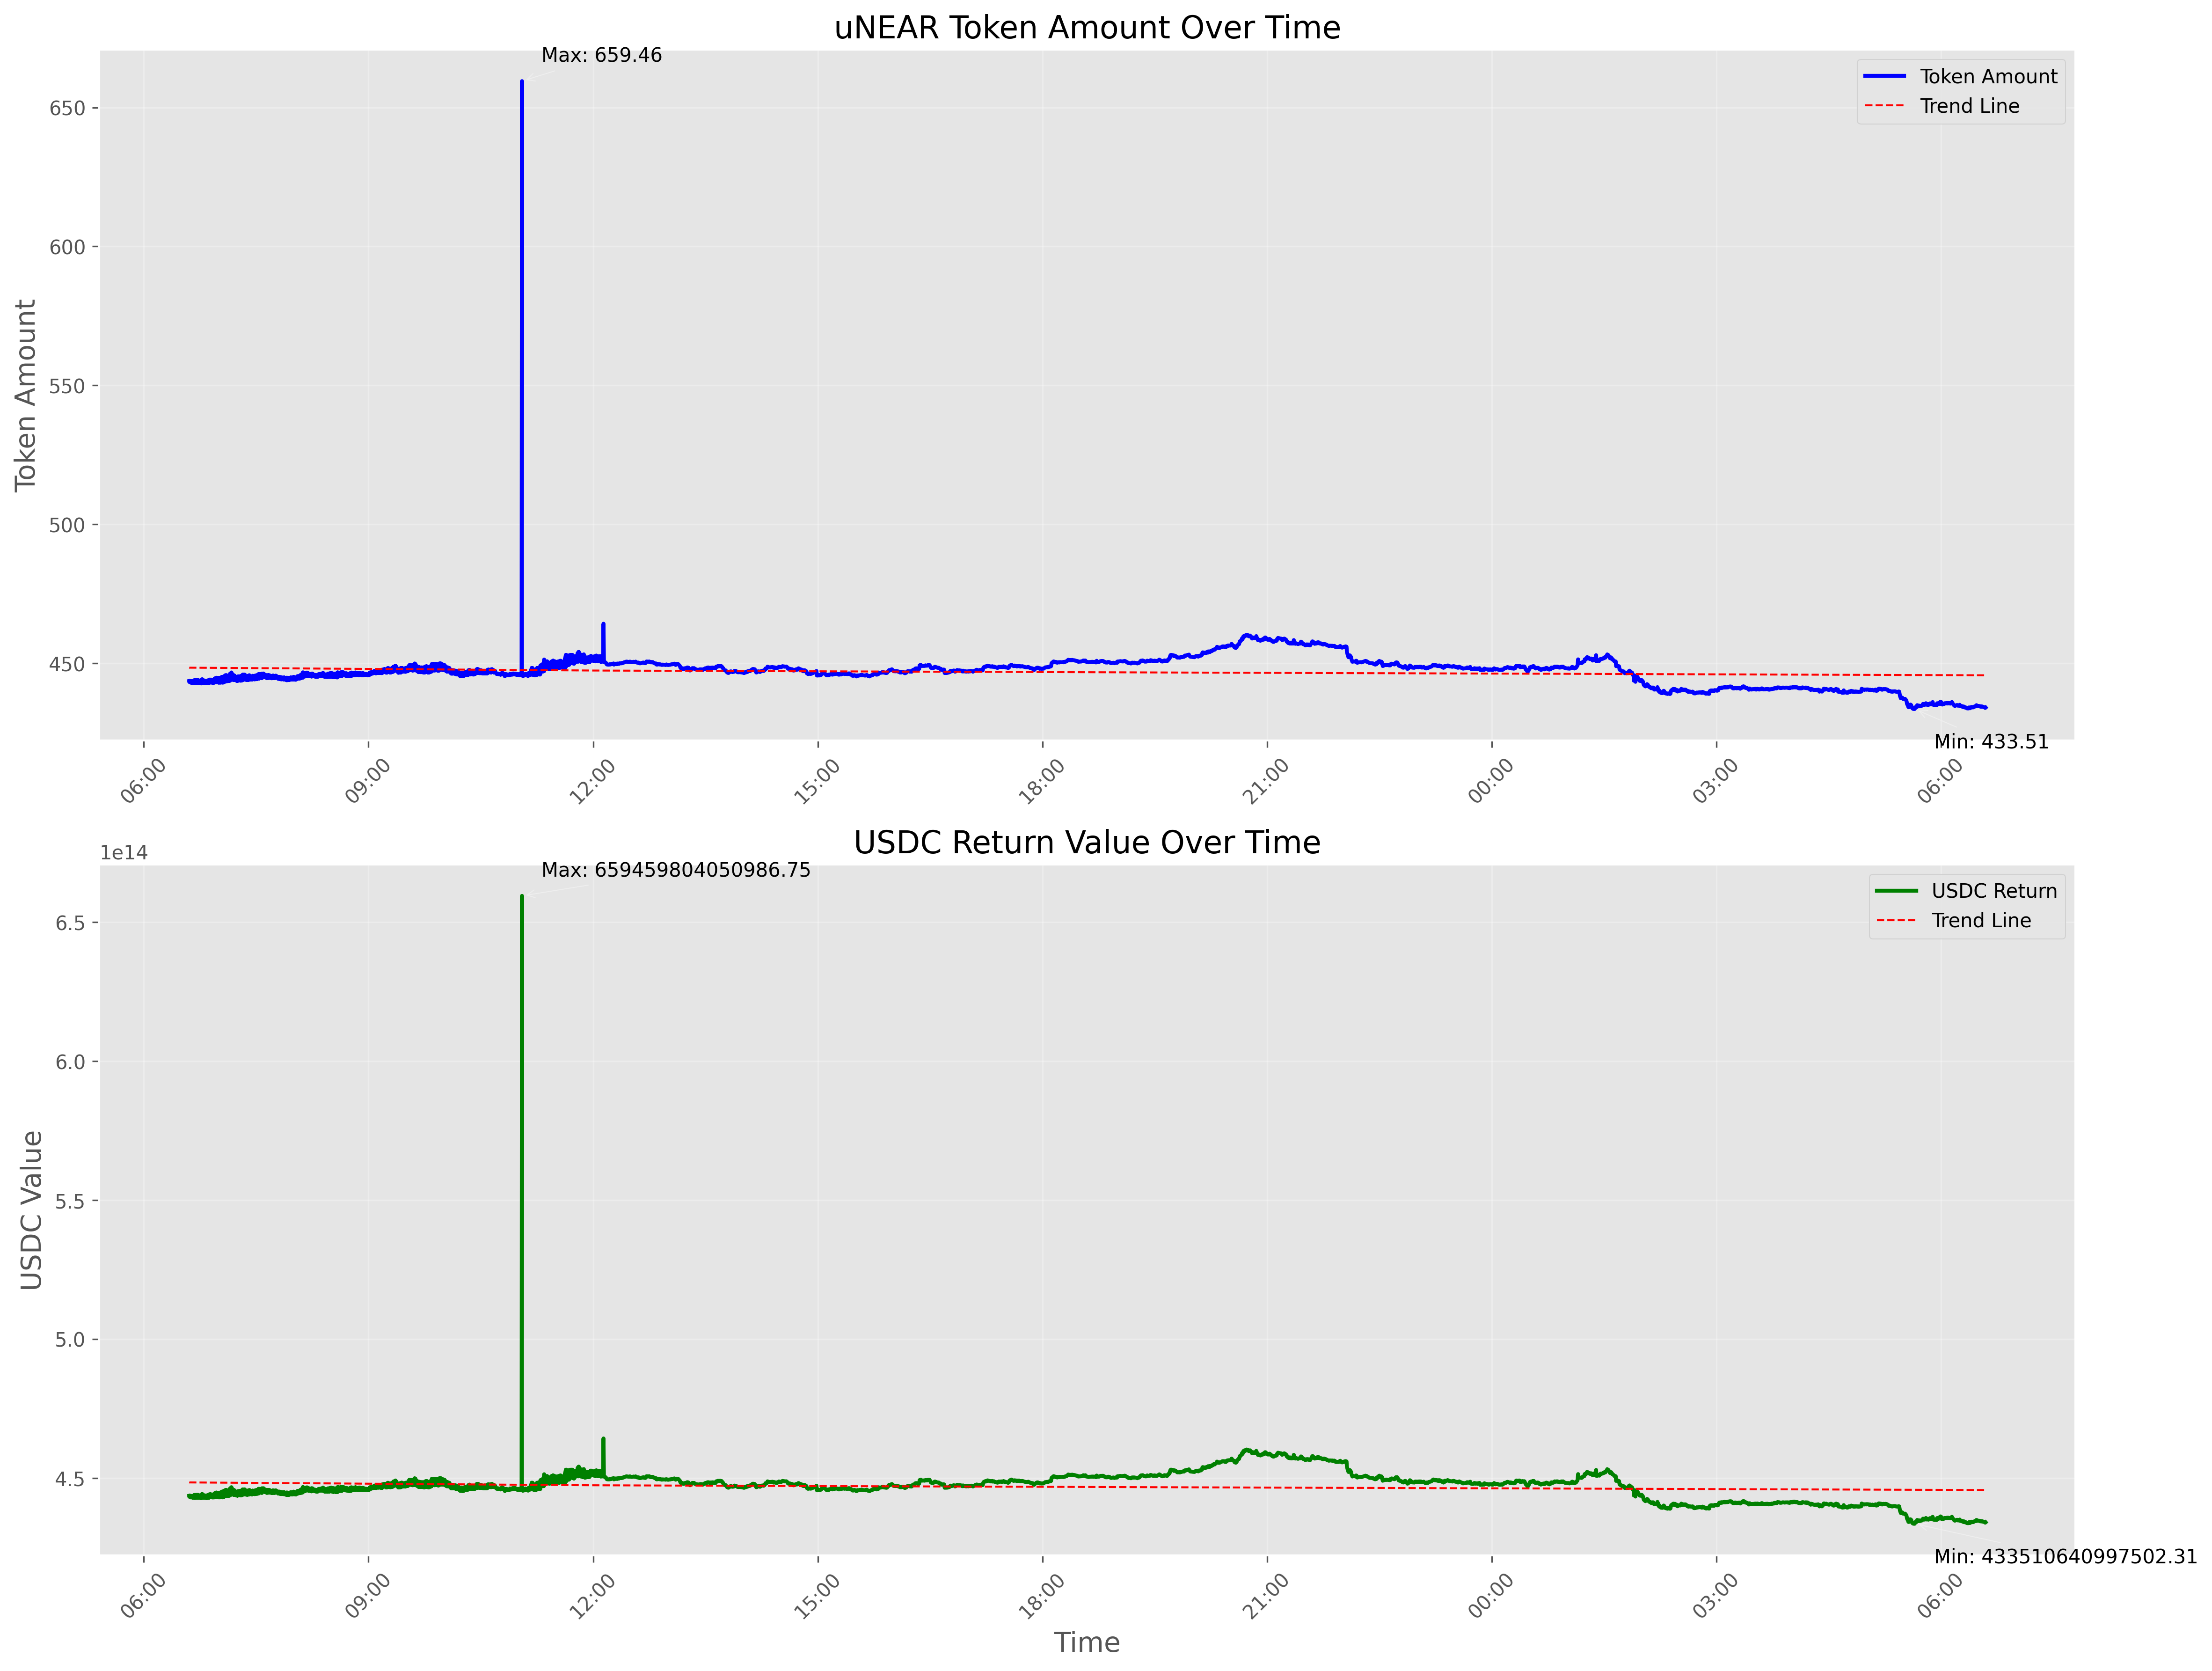 uNEAR Token Amount Over Time
Max: 659.46
Token Amount
Trend Line
650
600
550
500
450
Token Amount
Min: 433.51
06:00
09:00
12:00
15:00
18:00
21:00
00:00
03:00
06:00
USDC Return Value Over Time
1e14
Max: 659459804050986.75
USDC Return
Trend Line
6.5
6.0
5.5
5.0
4.5
USDC Value
Min: 433510640997502.31
06:00
09:00
12:00
15:00
18:00
21:00
00:00
03:00
06:00
Time